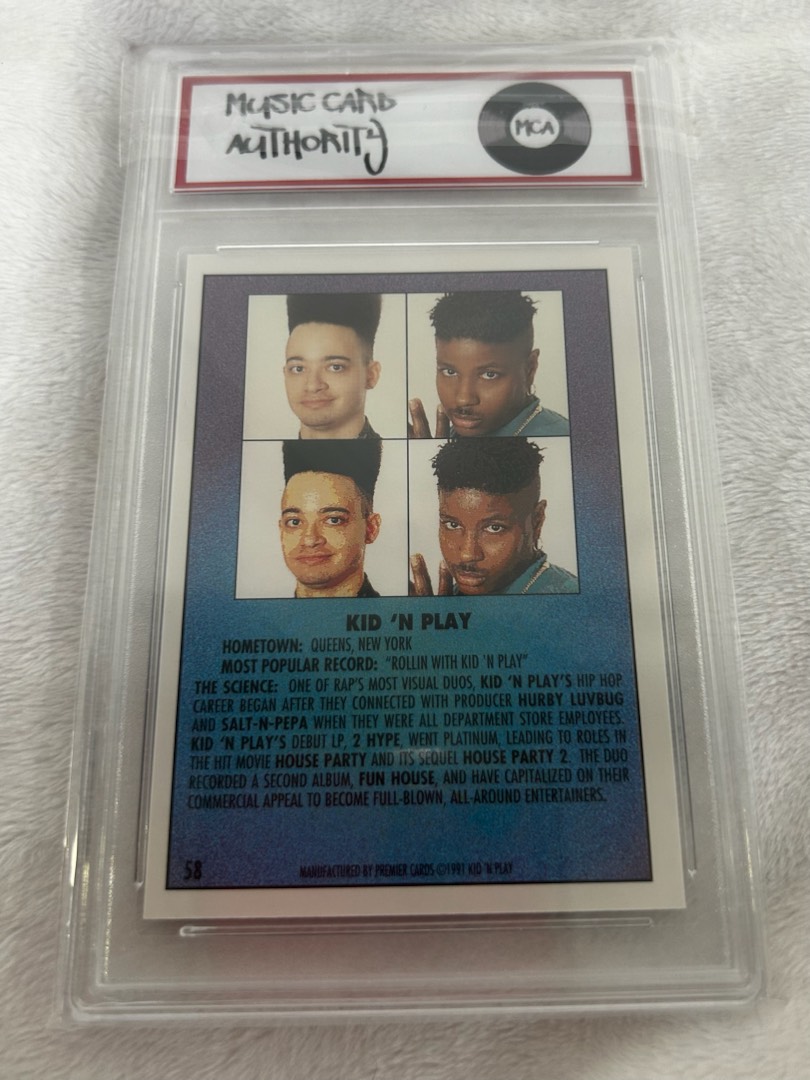 MUSIC CARD
AUTHORITY
MCA
KID 'N PLAY
HOMETOWN: QUEENS, NEW YORK
MOST POPULAR RECORD: "ROLLIN WITH KID 'N PLAY"
THE SCIENCE: ONE OF RAP'S MOST VISUAL DUOS, KID 'N PLAY'S HIP HOP
CAREER BEGAN AFTER THEY CONNECTED WITH PRODUCER HURBY LUVBUG
AND SALT-N-PEPA WHEN THEY WERE ALL DEPARTMENT STORE EMPLOYEES.
KID 'N PLAY'S DEBUT LP, 2 HYPE, WENT PLATINUM, LEADING TO ROLES IN
THE HIT MOVIE HOUSE PARTY AND ITS SEQUEL HOUSE PARTY 2. THE DUO
RECORDED A SECOND ALBUM, FUN HOUSE, AND HAVE CAPITALIZED ON THEIR
COMMERCIAL APPEAL TO BECOME FULL-BLOWN, ALL-AROUND ENTERTAINERS.
58
MANUFACTURED BY PREMIER CARDS ©1991 KID 'N PLAY